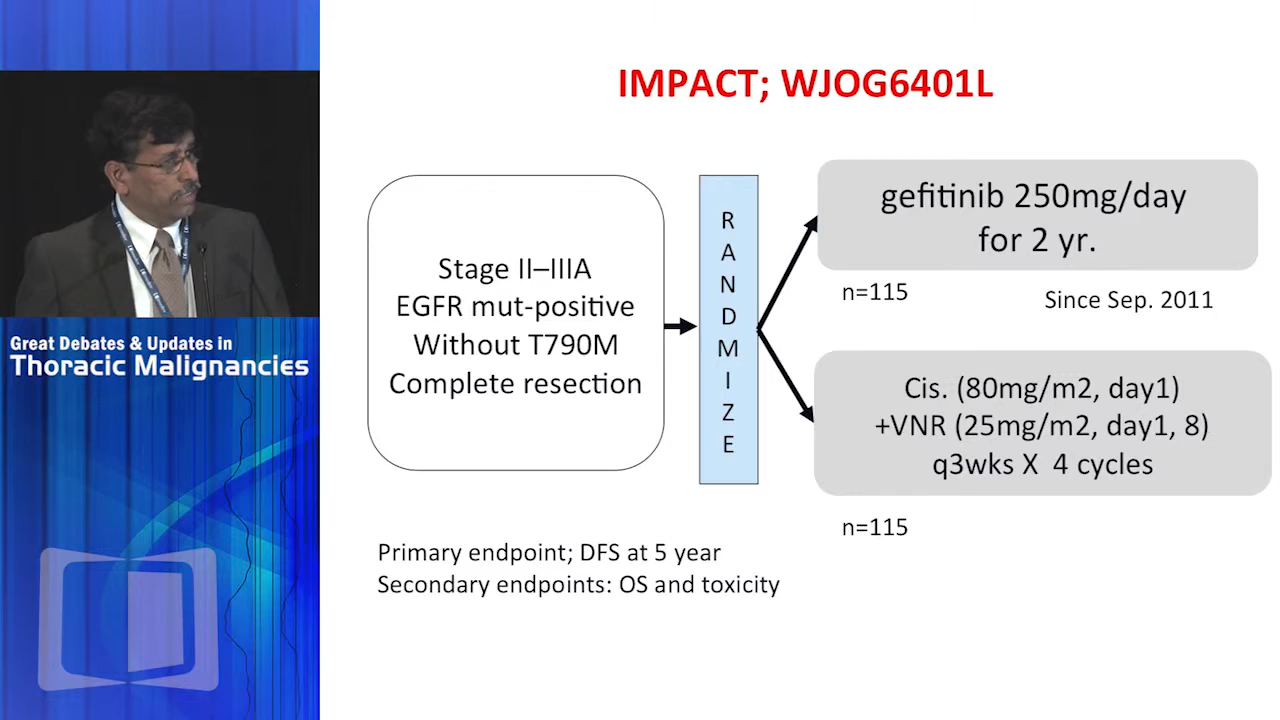 IMPACT; WJOG6401L
Stage II–IIIA
EGFR mut-positive
Without T790M
Complete resection
R
A
N
D
M
I
Z
E
gefitinib 250mg/day
for 2 yr.
n=115
Since Sep. 2011
Cis. (80mg/m2, day1)
+VNR (25mg/m2, day1, 8)
q3wks X 4 cycles
n=115
Primary endpoint; DFS at 5 year
Secondary endpoints: OS and toxicity
Great Debates & Updates in
Thoracic Malignancies